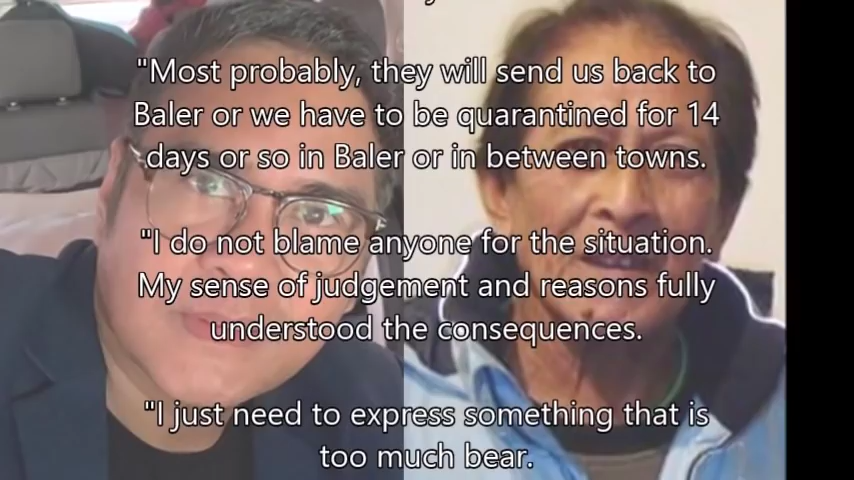 "Most probably, they will send us back to
Baler or we have to be quarantined for 14
days or so in Baler or in between towns.
"I do not blame anyone for the situation.
My sense of judgement and reasons fully
understood the consequences.
"I just need to express something that is
too much bear.